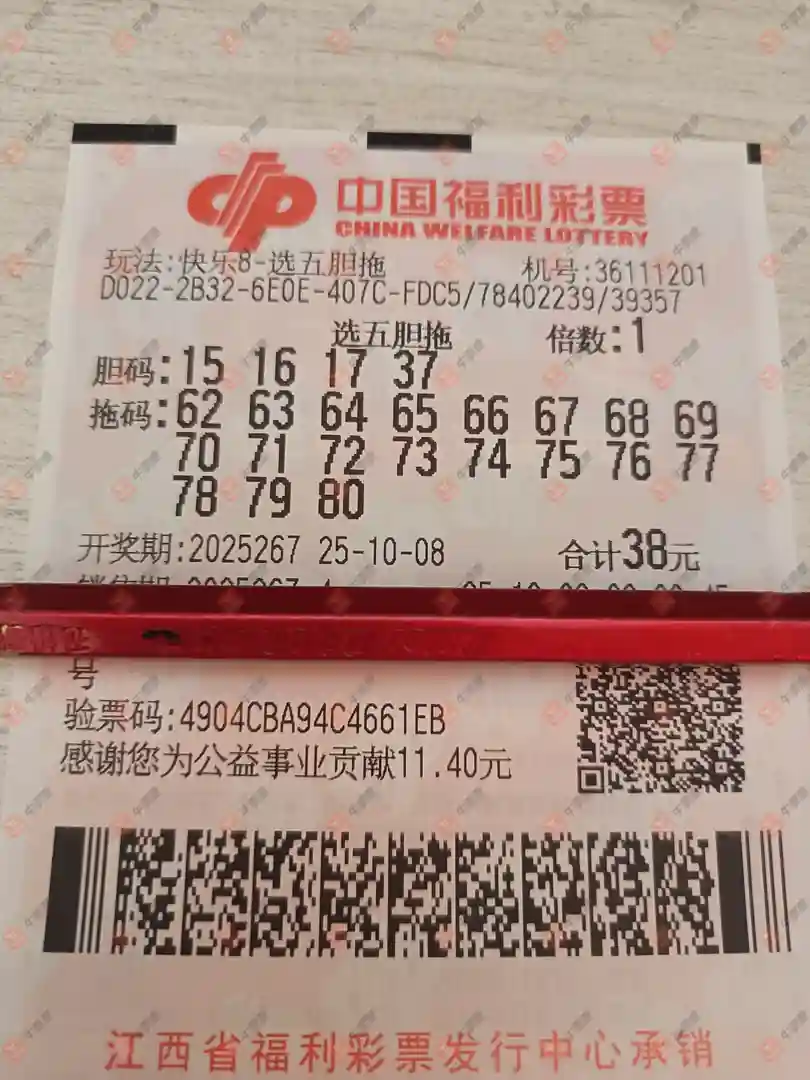 中国福利彩票
CHINA WELFARE LOTTERY
玩法:快乐8-选五胆拖 机号:36111201
D022-2B32-6E0E-407C-FDC5/78402239/39357
选五胆拖 倍数:1
胆码:15 16 17 37
拖码:62 63 64 65 66 67 68 69
70 71 72 73 74 75 76 77
78 79 80
开奖期:2025267 25-10-08 合计38元
号
验票码:4904CBA94C4661EB
感谢您为公益事业贡献11.40元
江西省福利彩票发行中心承销